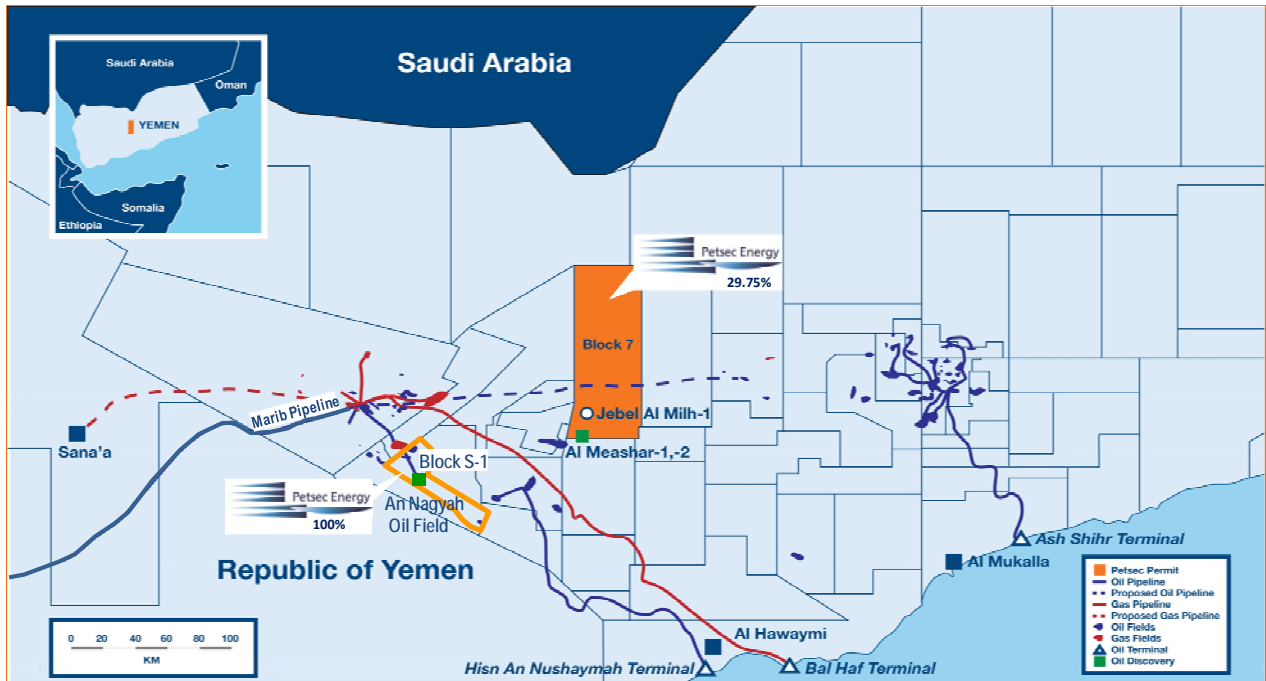 Saudi Arabia
Oman
YEMEN
Somalia
Ethiopia
Saudi Arabia
Petsec Energy
29.75%
Block 7
Marib Pipeline
Jebel Al Milh-1
Sana'a
Al Meashar-1,-2
Block S-1
Petsec Energy
100%
An Nagyah
Oil Field
Republic of Yemen
Ash Shihr Terminal
Al Mukalla
Al Hawaymi
Hisn An Nushaymah Terminal
Bal Haf Terminal
0 20 40 60 80 100
KM
Petsec Permit
Oil Pipeline
Proposed Oil Pipeline
Gas Pipeline
Proposed Gas Pipeline
Oil Fields
Gas Fields
Oil Terminal
Oil Discovery